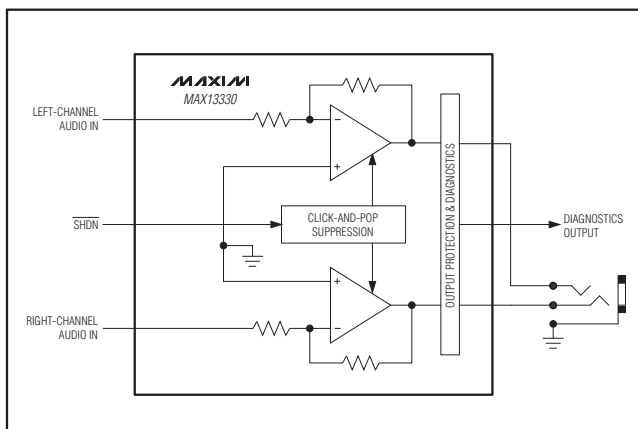 MAXIM
MAX13330
LEFT-CHANNEL
AUDIO IN
−
+
SHDN
CLICK-AND-POP
SUPPRESSION
OUTPUT PROTECTION & DIAGNOSTICS
DIAGNOSTICS
OUTPUT
+
−
RIGHT-CHANNEL
AUDIO IN